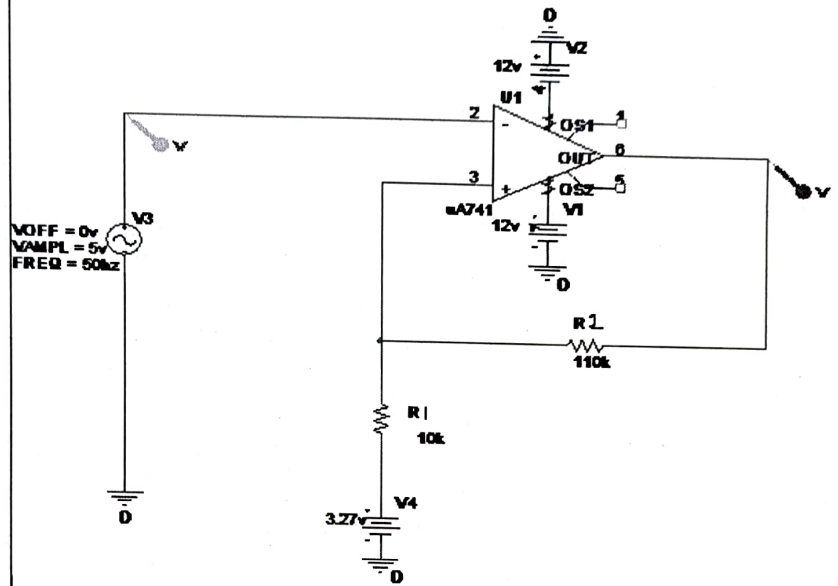 0
V2
12v
U1
2
-
OS1
1
OUT
6
3
+
OS2
5
uA741
V1
12v
0
V
V
V3
VOFF = 0v
VAMPL = 5v
FREQ = 50hz
R1
110k
R1
10k
V4
3.27v
0
0